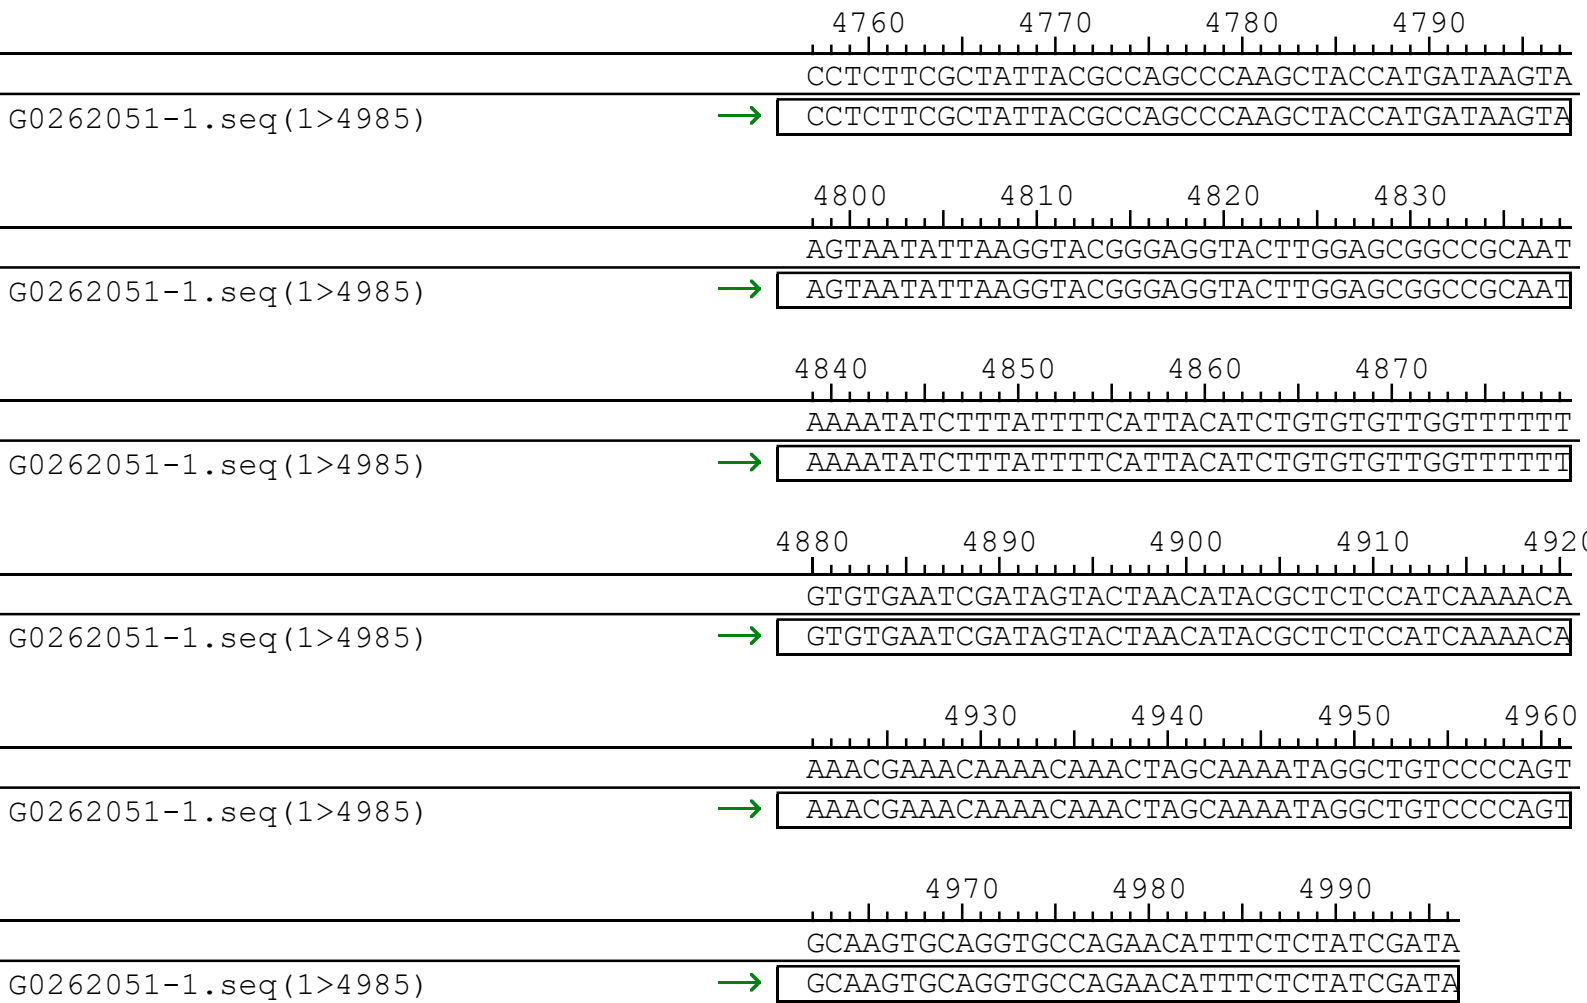 4760 4770 4780 4790
CCTCTTCGCTATTACGCCAGCCCAAGCTACCATGATAAGTA
G0262051-1.seq(1>4985) → CCTCTTCGCTATTACGCCAGCCCAAGCTACCATGATAAGTA
4800 4810 4820 4830
AGTAATATTAAGGTACGGGAGGTACTTGGAGCGGCCGCAAT
G0262051-1.seq(1>4985) → AGTAATATTAAGGTACGGGAGGTACTTGGAGCGGCCGCAAT
4840 4850 4860 4870
AAAATATCTTTATTTTCATTACATCTGTGTGTTGGTTTTTT
G0262051-1.seq(1>4985) → AAAATATCTTTATTTTCATTACATCTGTGTGTTGGTTTTTT
4880 4890 4900 4910 4920
GTGTGAATCGATAGTACTAACATACGCTCTCCATCAAAACA
G0262051-1.seq(1>4985) → GTGTGAATCGATAGTACTAACATACGCTCTCCATCAAAACA
4930 4940 4950 4960
AAACGAAACAAAACAAACTAGCAAAATAGGCTGTCCCCAGT
G0262051-1.seq(1>4985) → AAACGAAACAAAACAAACTAGCAAAATAGGCTGTCCCCAGT
4970 4980 4990
GCAAGTGCAGGTGCCAGAACATTTCTCTATCGATA
G0262051-1.seq(1>4985) → GCAAGTGCAGGTGCCAGAACATTTCTCTATCGATA